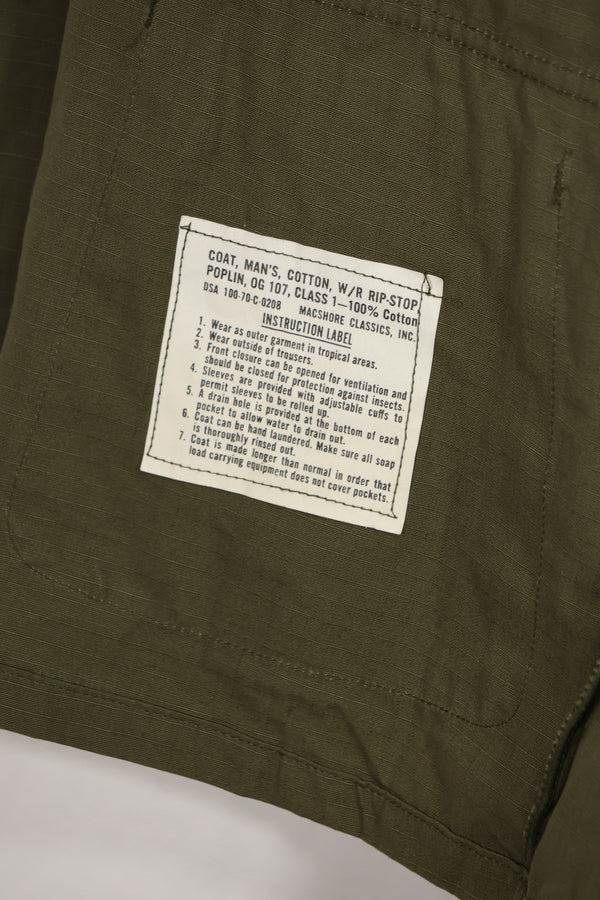 COAT, MAN'S, COTTON, W/R RIP-STOP,
POPLIN, OG 107, CLASS 1—100% Cotton
DSA 100-70-C-0208 MACSHORE CLASSICS, INC.
INSTRUCTION LABEL
1. Wear as outer garment in tropical areas.
2. Wear outside of trousers.
3. Front closure can be opened for ventilation and
should be closed for protection against insects.
4. Sleeves are provided with adjustable cuffs to
permit sleeves to be rolled up.
5. A drain hole is provided at the bottom of each
pocket to allow water to drain out.
6. Coat can be hand laundered. Make sure all soap
is thoroughly rinsed out.
7. Coat is made longer than normal in order that
load carrying equipment does not cover pockets.